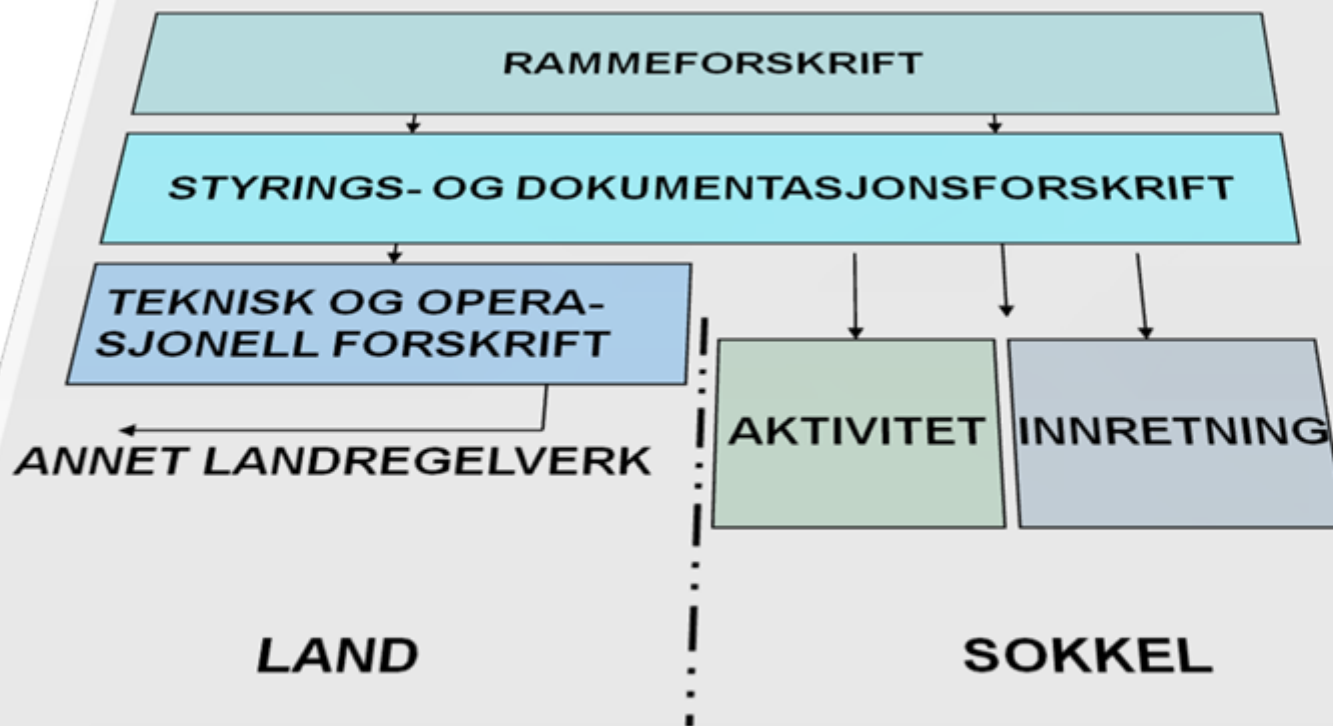 RAMMEFORSKRIFT
STYRINGS- OG DOKUMENTASJONSFORSKRIFT
TEKNISK OG OPERA-
SJONELL FORSKRIFT
ANNET LANDREGELVERK
AKTIVITET
INNRETNING
LAND
SOKKEL